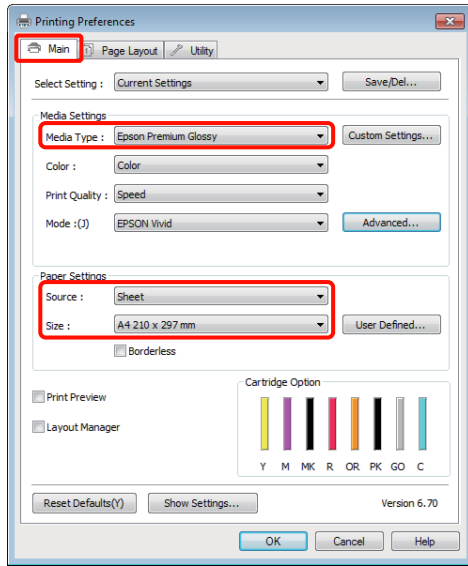 Printing Preferences
Main Page Layout Utility
Select Setting : Current Settings Save/Del...
Media Settings
Media Type : Epson Premium Glossy Custom Settings...
Color : Color
Print Quality : Speed
Mode :(J) EPSON Vivid Advanced...
Paper Settings
Source : Sheet
Size : A4 210 x 297 mm User Defined...
Borderless
Cartridge Option
Print Preview
Layout Manager
Y M MK R OR PK GO C
Reset Defaults(Y) Show Settings... Version 6.70
OK Cancel Help